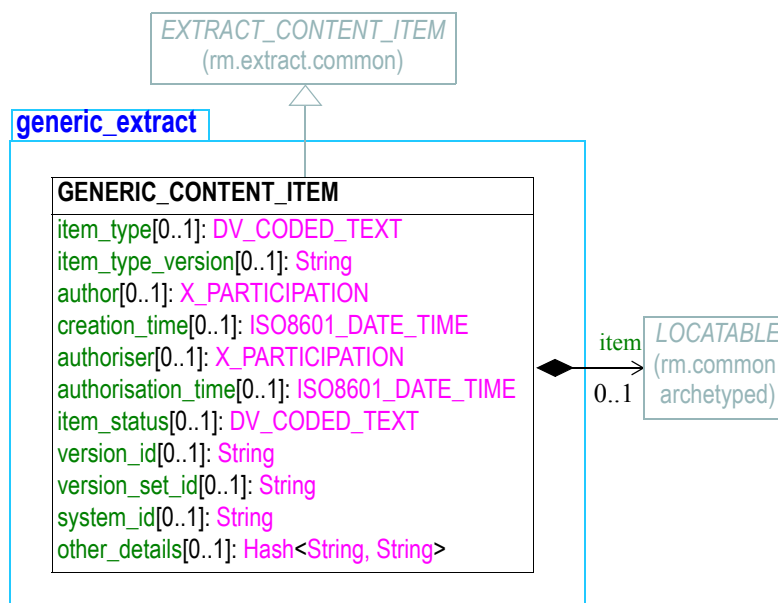 EXTRACT_CONTENT_ITEM
(rm.extract.common)
generic_extract
GENERIC_CONTENT_ITEM
item_type[0..1]: DV_CODED_TEXT
item_type_version[0..1]: String
author[0..1]: X_PARTICIPATION
creation_time[0..1]: ISO8601_DATE_TIME
authoriser[0..1]: X_PARTICIPATION
authorisation_time[0..1]: ISO8601_DATE_TIME
item_status[0..1]: DV_CODED_TEXT
version_id[0..1]: String
version_set_id[0..1]: String
system_id[0..1]: String
other_details[0..1]: Hash<String, String>
item
0..1
LOCATABLE
(rm.common
archetyped)